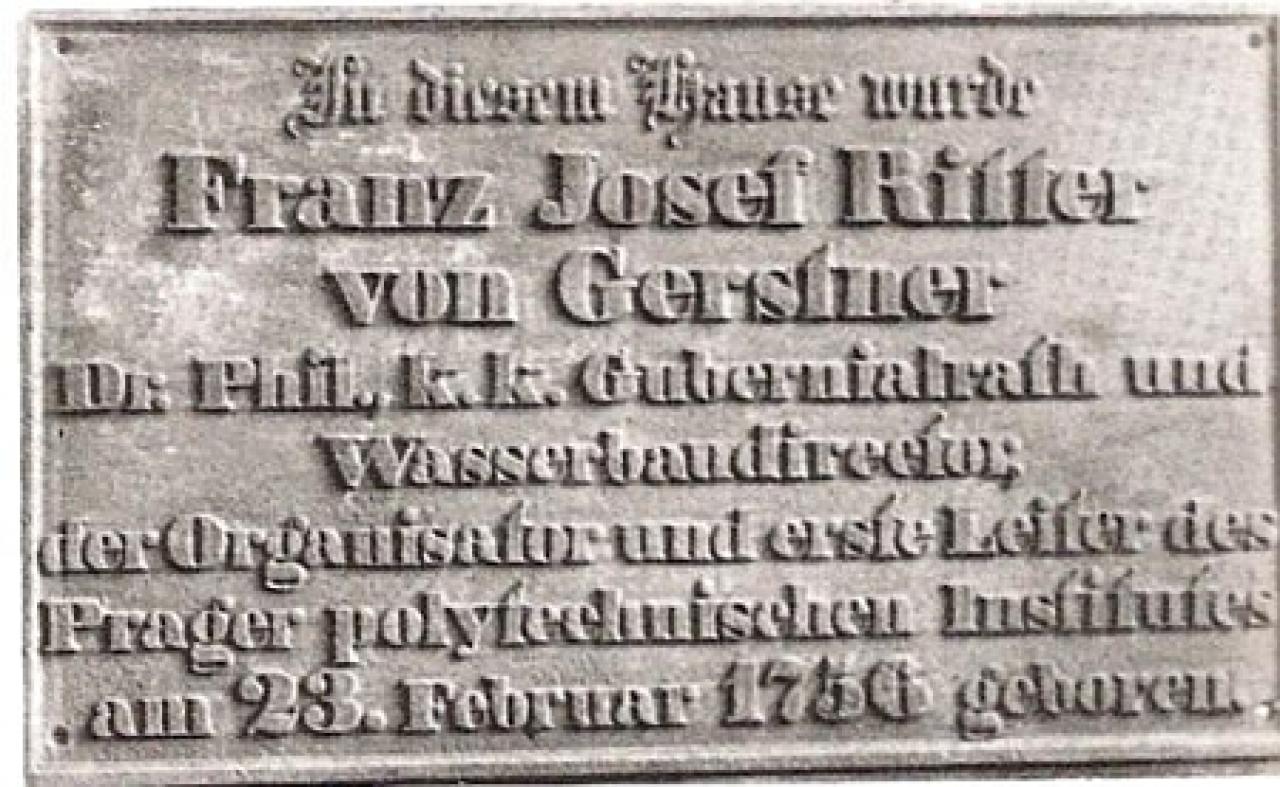 In diesem Hause wurde
Franz Josef Ritter
von Gerstner
Dr. Phil., k. k. Gubernialrath und
Wasserbaudirector,
der Organisator und erste Leiter des
Prager polytechnischen Institutes
am 23. Februar 1756 geboren.